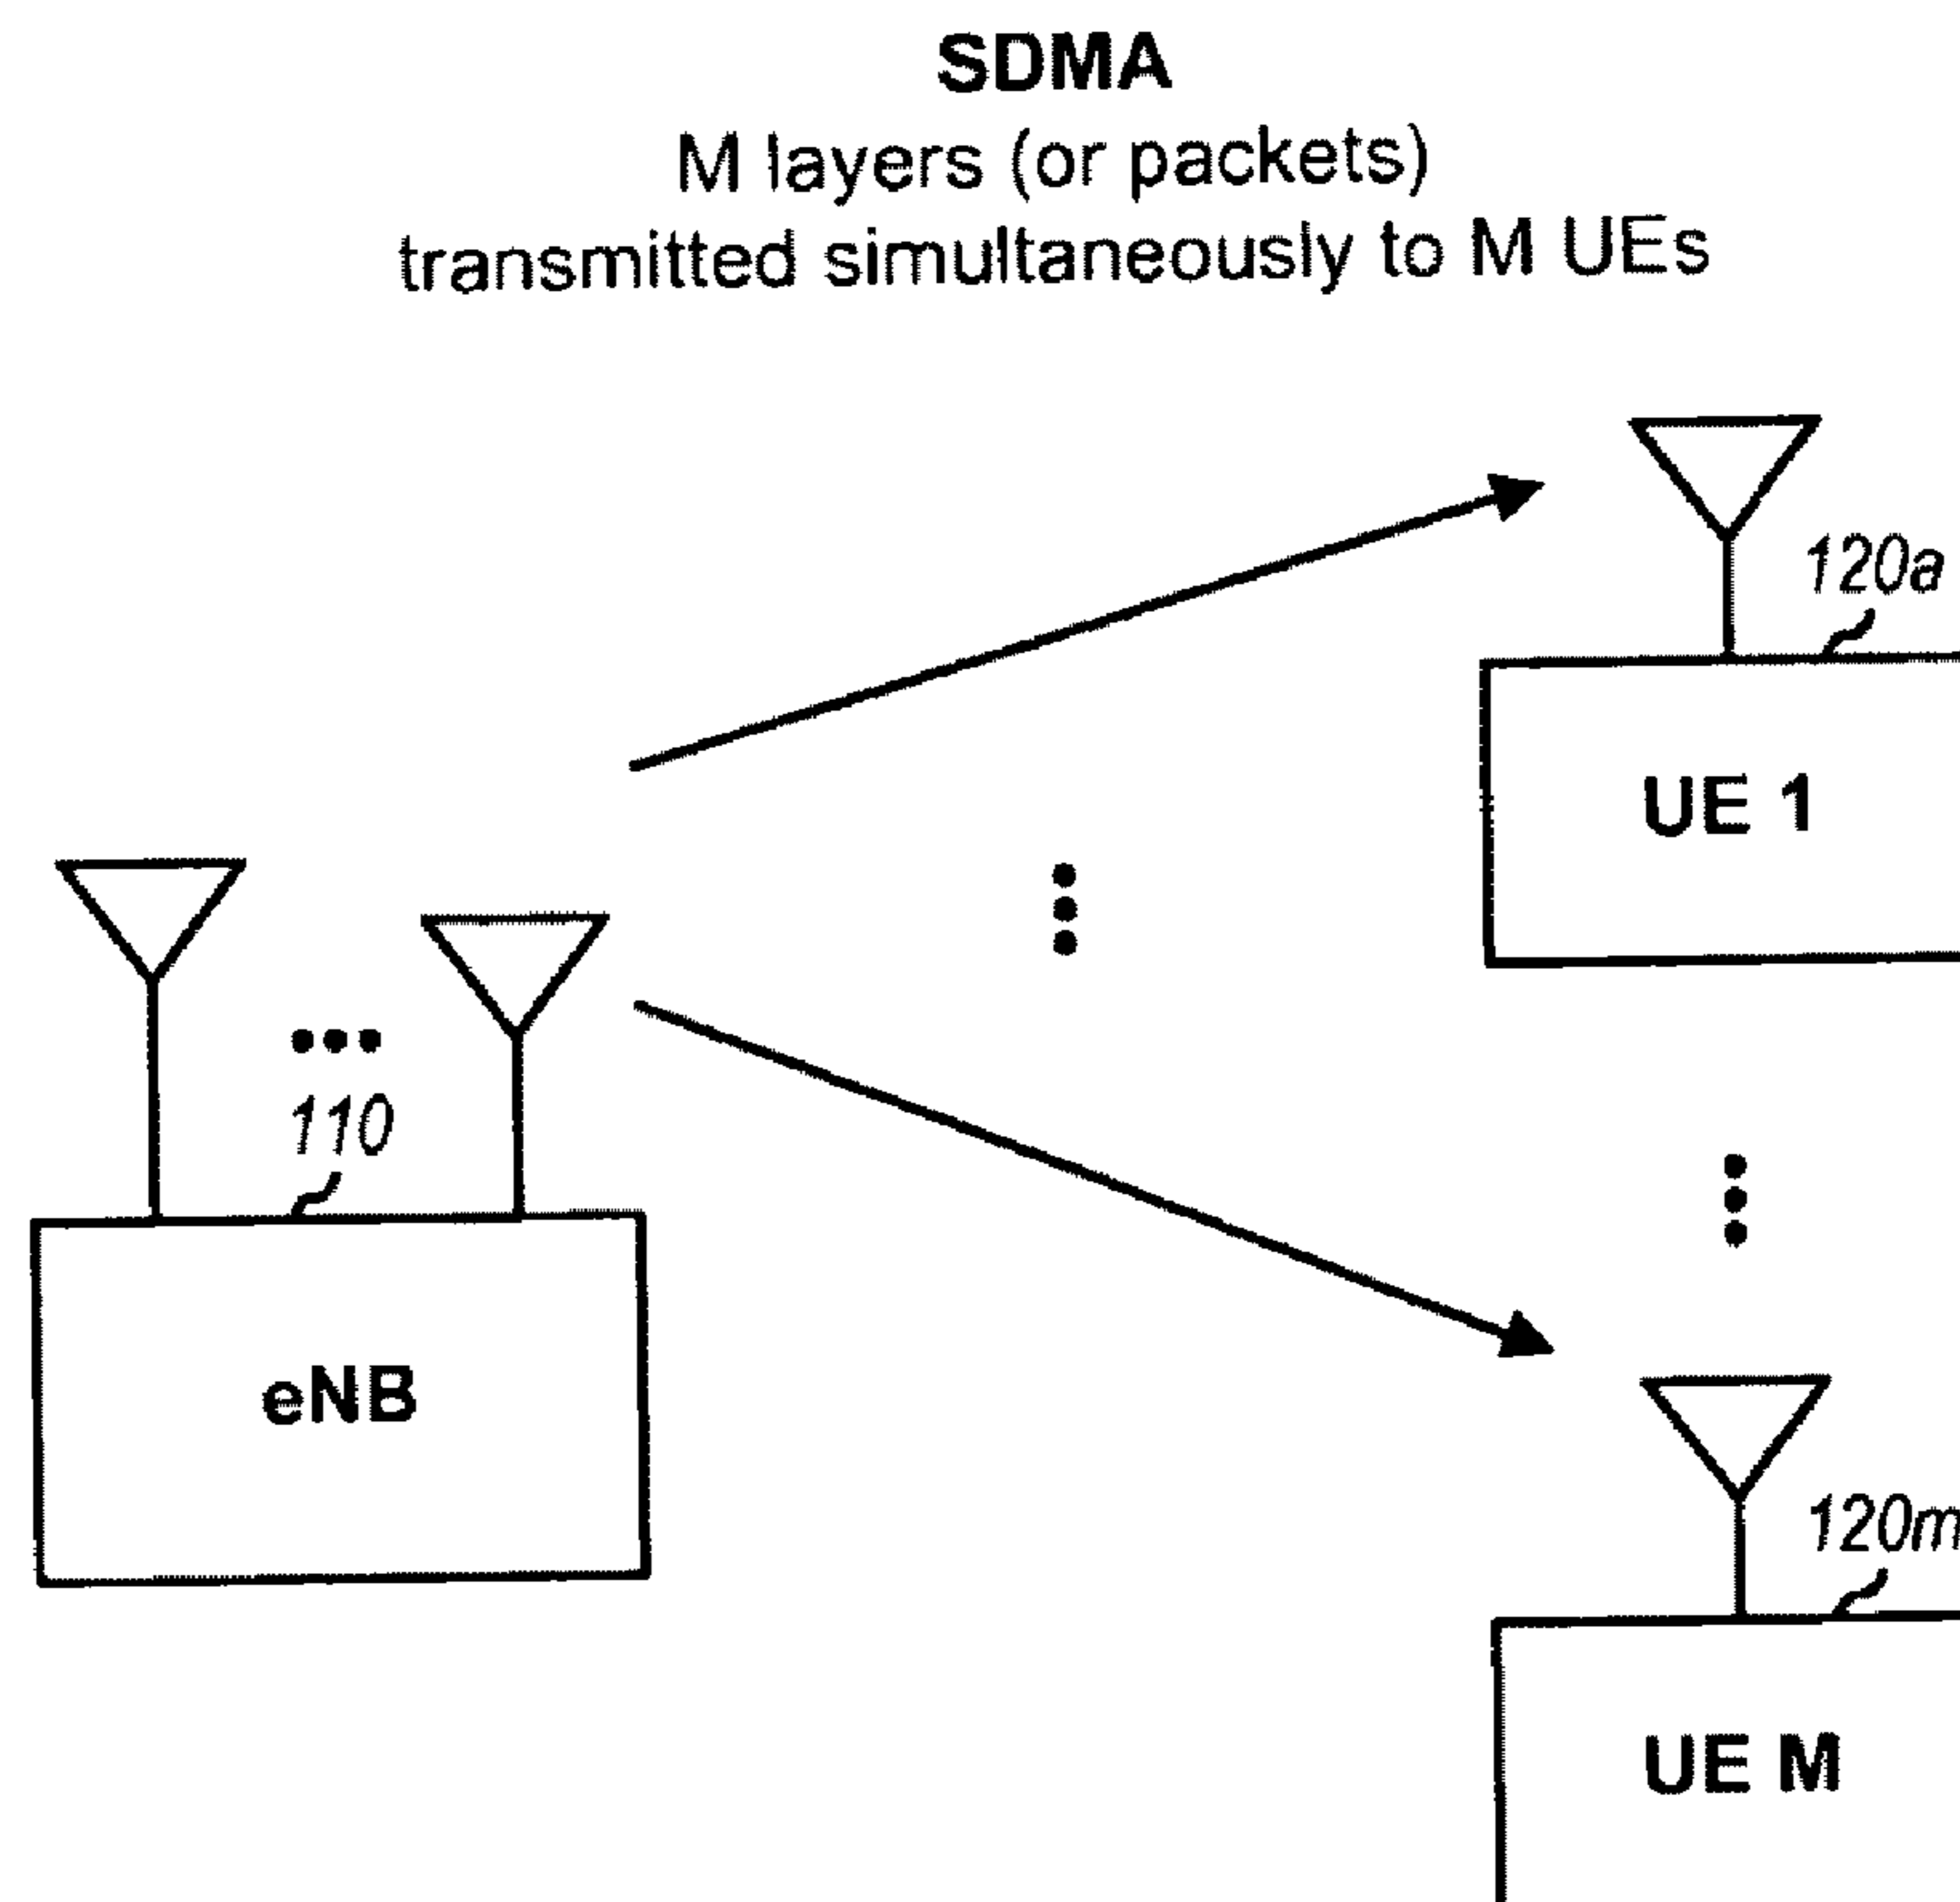 SDMA
M layers (or packets)
transmitted simultaneously to M UEs
120a
UE 1
110
eNB
120m
UE M